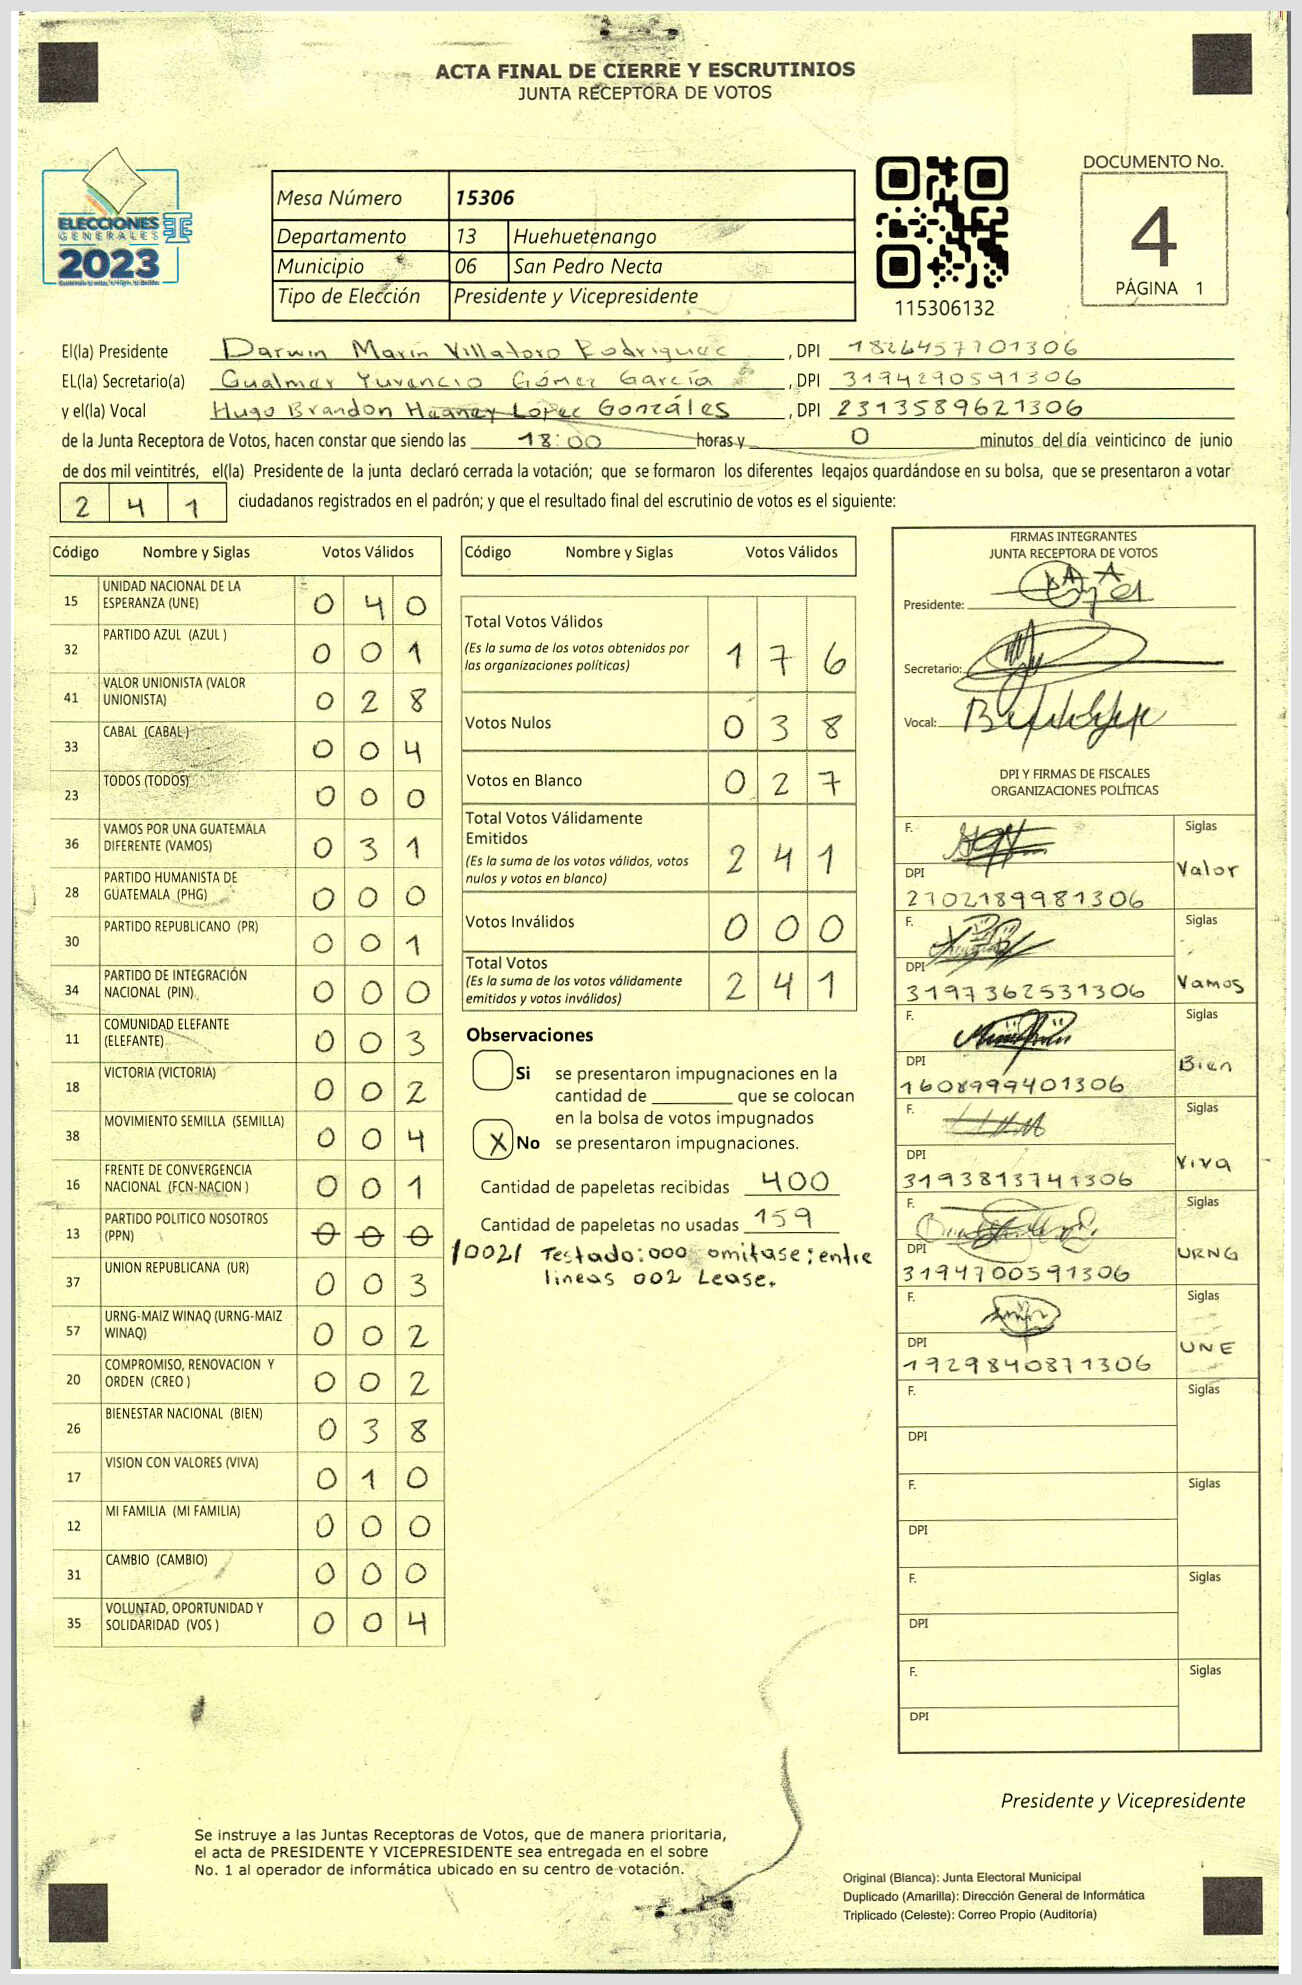 ACTA FINAL DE CIERRE Y ESCRUTINIOS
JUNTA RECEPTORA DE VOTOS
ELECCIONES
GENERALES
2023
Mesa Número 15306
Departamento 13 Huehuetenango
Municipio 06 San Pedro Necta
Tipo de Elección Presidente y Vicepresidente
115306132
DOCUMENTO No.
4
PÁGINA 1
El(la) Presidente Darwin Marin Villatoro Rodriguez, DPI 1826457701306
EL(la) Secretario(a) Gualmar Yuvencio Gómez García, DPI 3194290591306
y el(la) Vocal Hugo Brandon Lopez Gonzáles, DPI 2313589621306
de la Junta Receptora de Votos, hacen constar que siendo las 18:00 horas y 0 minutos del día veinticinco de junio
de dos mil veintitrés, el(la) Presidente de la junta declaró cerrada la votación; que se formaron los diferentes legajos quardándose en su bolsa, que se presentaron a votar
241 ciudadanos registrados en el padrón; y que el resultado final del escrutinio de votos es el siguiente:
Código Nombre y Siglas Votos Válidos
15 UNIDAD NACIONAL DE LA ESPERANZA (UNE) 0 4 0
32 PARTIDO AZUL (AZUL ) 0 0 1
41 VALOR UNIONISTA (VALOR UNIONISTA) 0 2 8
33 CABAL (CABAL) 0 0 4
23 TODOS (TODOS) 0 0 0
36 VAMOS POR UNA GUATEMALA DIFERENTE (VAMOS) 0 3 1
28 PARTIDO HUMANISTA DE GUATEMALA (PHG) 0 0 0
30 PARTIDO REPUBLICANO (PR) 0 0 1
34 PARTIDO DE INTEGRACIÓN NACIONAL (PIN) 0 0 0
11 COMUNIDAD ELEFANTE (ELEFANTE) 0 0 3
18 VICTORIA (VICTORIA) 0 0 2
38 MOVIMIENTO SEMILLA (SEMILLA) 0 0 4
16 FRENTE DE CONVERGENCIA NACIONAL (FCN-NACION ) 0 0 1
13 PARTIDO POLITICO NOSOTROS (PPN) 0 0 0 /002/
37 UNION REPUBLICANA (UR) 0 0 3
57 URNG-MAIZ WINAQ (URNG-MAIZ WINAQ) 0 0 2
20 COMPROMISO, RENOVACION Y ORDEN (CREO ) 0 0 2
26 BIENESTAR NACIONAL (BIEN) 0 3 8
17 VISION CON VALORES (VIVA) 0 1 0
12 MI FAMILIA (MI FAMILIA) 0 0 0
31 CAMBIO (CAMBIO) 0 0 0
35 VOLUNTAD, OPORTUNIDAD Y SOLIDARIDAD (VOS ) 0 0 4
Código Nombre y Siglas Votos Válidos
Total Votos Válidos 1 7 6
(Es la suma de los votos obtenidos por
las organizaciones políticas)
Votos Nulos 0 3 8
Votos en Blanco 0 2 7
Total Votos Válidamente
Emitidos 2 4 1
(Es la suma de los votos válidos, votos
nulos y votos en blanco)
Votos Inválidos 0 0 0
Total Votos 2 4 1
(Es la suma de los votos válidamente
emitidos y votos inválidos)
Observaciones
Si se presentaron impugnaciones en la
cantidad de ________ que se colocan
en la bolsa de votos impugnados
X No se presentaron impugnaciones.
Cantidad de papeletas recibidas 400
Cantidad de papeletas no usadas 159
Testado: 000 omitase; entre
lineas 002 Lease.
FIRMAS INTEGRANTES
JUNTA RECEPTORA DE VOTOS
Presidente:
Secretario:
Vocal:
DPI Y FIRMAS DE FISCALES
ORGANIZACIONES POLÍTICAS
F. Siglas
DPI Valor
2702189981306
F. Siglas
DPI Vamos
3197362531306
F. Siglas
DPI Bien
1608999401306
F. Siglas
DPI Viva
3193813741306
F. Siglas
DPI URNG
3194700591306
F. Siglas
DPI UNE
1929840871306
F. Siglas
DPI
F. Siglas
DPI
F. Siglas
DPI
F. Siglas
DPI
Presidente y Vicepresidente
Se instruye a las Juntas Receptoras de Votos, que de manera prioritaria,
el acta de PRESIDENTE Y VICEPRESIDENTE sea entregada en el sobre
No. 1 al operador de informática ubicado en su centro de votación.
Original (Blanca): Junta Electoral Municipal
Duplicado (Amarilla): Dirección General de Informática
Triplicado (Celeste): Correo Propio (Auditoría)